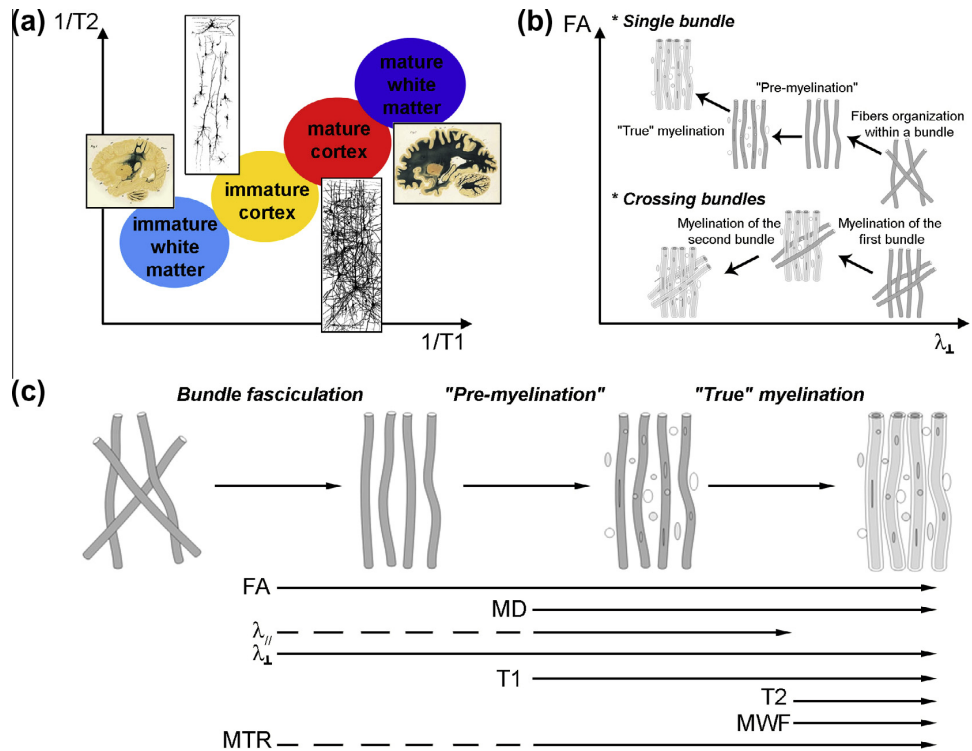 (a)
1/T2
mature
white
matter
mature
cortex
immature
cortex
immature
white
matter
1/T1
(b)
FA
* Single bundle
"Pre-myelination"
"True" myelination
Fibers organization
within a bundle
* Crossing bundles
Myelination of the
second bundle
Myelination of the
first bundle
λ⊥
(c)
Bundle fasciculation
"Pre-myelination"
"True" myelination
FA
MD
λ//
λ⊥
T1
T2
MWF
MTR